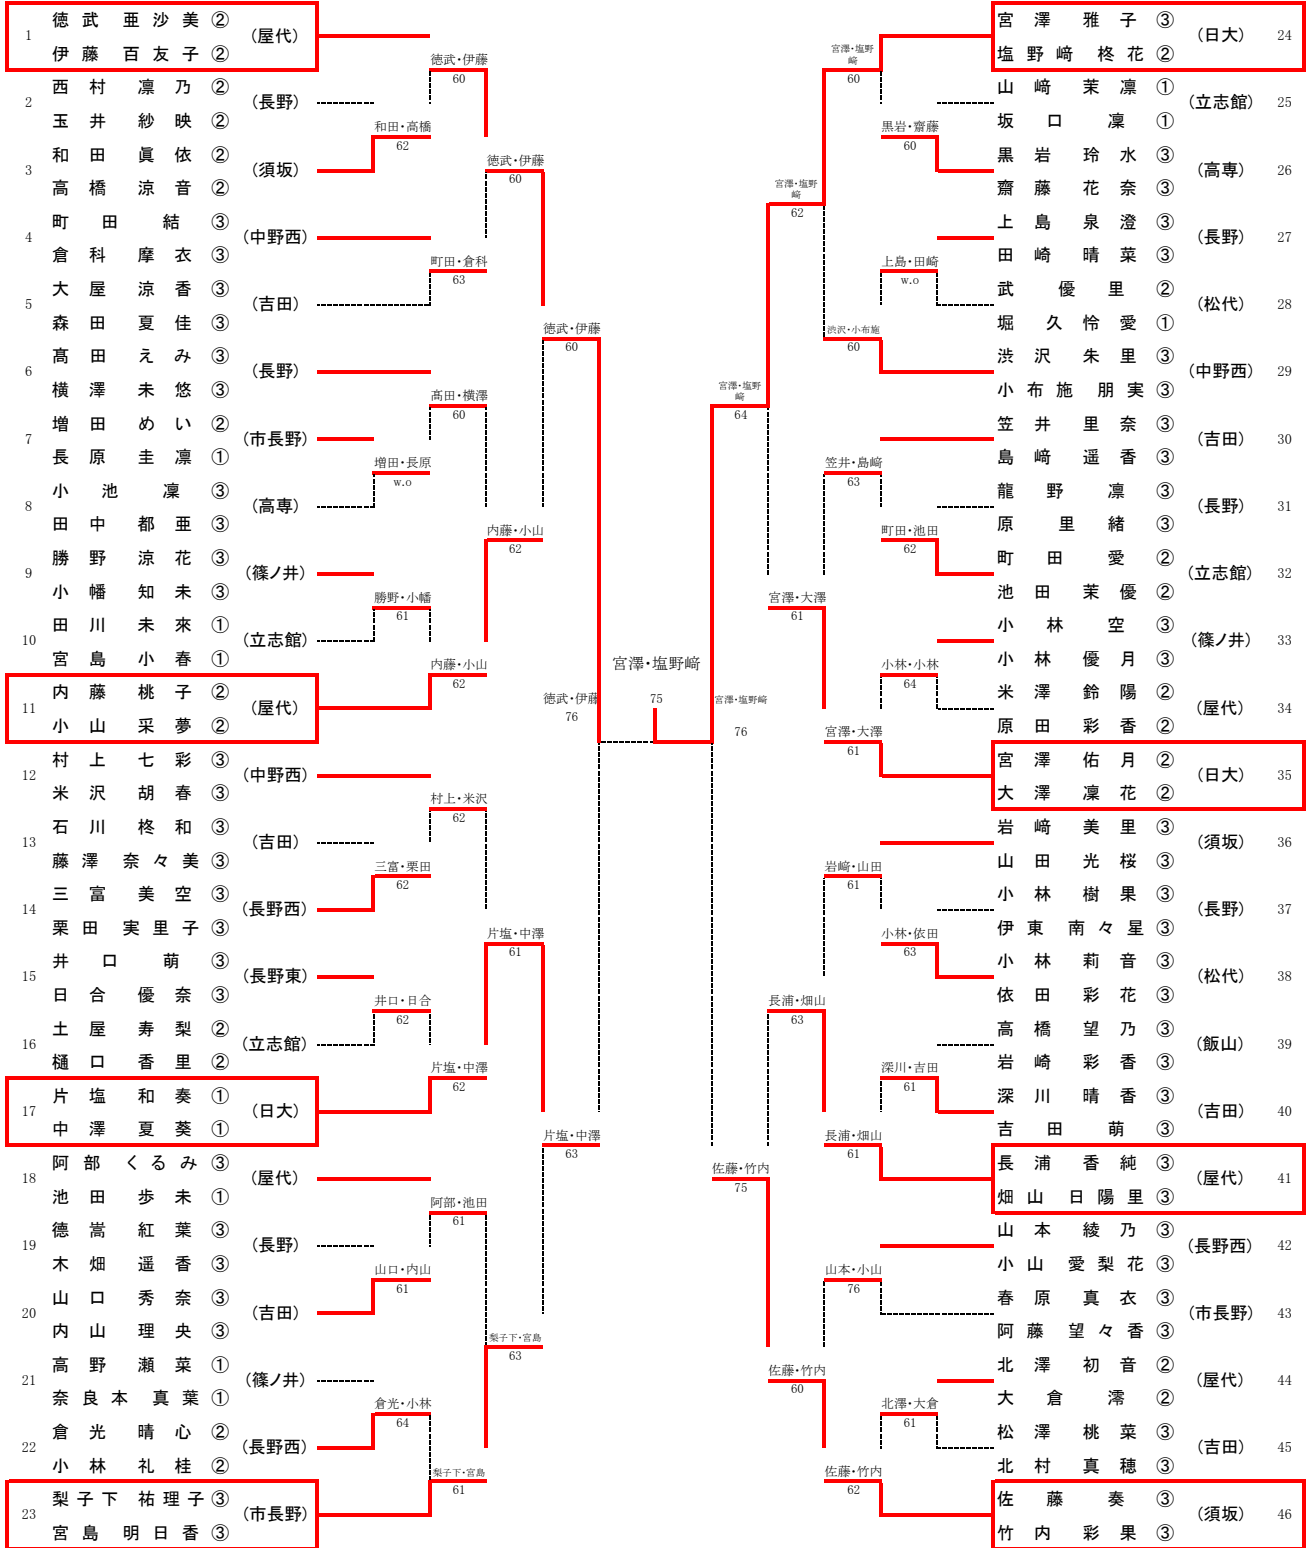 1 徳武 亜沙美 ② (屋代)
伊藤 百友子 ②
2 西村 凛乃 ② (長野)
玉井 紗映 ②
3 和田 眞依 ② (須坂)
高橋 涼音 ②
4 町田 結 ③ (中野西)
倉科 摩衣 ③
5 大屋 涼香 ③ (吉田)
森田 夏佳 ③
6 髙田 えみ ③ (長野)
横澤 未悠 ③
7 増田 めい ② (市長野)
長原 圭凛 ①
8 小池 凜 ③ (高専)
田中 都亜 ③
9 勝野 涼花 ③ (篠ノ井)
小幡 知未 ③
10 田川 未來 ① (立志館)
宮島 小春 ①
11 内藤 桃子 ② (屋代)
小山 采夢 ②
12 村上 七彩 ③ (中野西)
米沢 胡春 ③
13 石川 柊和 ③ (吉田)
藤澤 奈々美 ③
14 三富 美空 ③ (長野西)
栗田 実里子 ③
15 井口 萌 ③ (長野東)
日合 優奈 ③
16 土屋 寿梨 ② (立志館)
樋口 香里 ②
17 片塩 和奏 ① (日大)
中澤 夏葵 ①
18 阿部 くるみ ③ (屋代)
池田 歩未 ①
19 德嵩 紅葉 ③ (長野)
木畑 遥香 ③
20 山口 秀奈 ③ (吉田)
内山 理央 ③
21 高野 瀬菜 ① (篠ノ井)
奈良本 真葉 ①
22 倉光 晴心 ② (長野西)
小林 礼桂 ②
23 梨子下 祐理子 ③ (市長野)
宮島 明日香 ③
徳武・伊藤
60
和田・高橋
62
徳武・伊藤
60
町田・倉科
63
徳武・伊藤
60
髙田・横澤
60
増田・長原
w.o
内藤・小山
62
勝野・小幡
61
内藤・小山
62
徳武・伊藤
76
村上・米沢
62
三富・栗田
62
片塩・中澤
61
井口・日合
62
片塩・中澤
62
片塩・中澤
63
阿部・池田
61
山口・内山
61
梨子下・宮島
63
倉光・小林
64
梨子下・宮島
61
宮澤・塩野﨑
75
宮澤・塩野
﨑
60
黒岩・齋藤
60
宮澤・塩野
﨑
62
上島・田崎
w.o
渋沢・小布施
60
宮澤・塩野
﨑
64
笠井・島﨑
63
町田・池田
62
宮澤・大澤
61
小林・小林
64
宮澤・塩野﨑
76
宮澤・大澤
61
岩﨑・山田
61
小林・依田
63
長浦・畑山
63
深川・吉田
61
長浦・畑山
61
佐藤・竹内
75
山本・小山
76
佐藤・竹内
60
北澤・大倉
61
佐藤・竹内
62
宮澤 雅子 ③ (日大) 24
塩野﨑 柊花 ②
山﨑 茉凛 ① (立志館) 25
坂口 凜 ①
黒岩 玲水 ③ (高専) 26
齋藤 花奈 ③
上島 泉澄 ③ (長野) 27
田崎 晴菜 ③
武 優里 ② (松代) 28
堀 久怜愛 ①
渋沢 朱里 ③ (中野西) 29
小布施 朋実 ③
笠井 里奈 ③ (吉田) 30
島﨑 遥香 ③
龍野 凛 ③ (長野) 31
原 里緒 ③
町田 愛 ② (立志館) 32
池田 茉優 ②
小林 空 ③ (篠ノ井) 33
小林 優月 ③
米澤 鈴陽 ② (屋代) 34
原田 彩香 ②
宮澤 佑月 ② (日大) 35
大澤 凜花 ②
岩﨑 美里 ③ (須坂) 36
山田 光桜 ③
小林 樹果 ③ (長野) 37
伊東 南々星 ③
小林 莉音 ③ (松代) 38
依田 彩花 ③
高橋 望乃 ③ (飯山) 39
岩崎 彩香 ③
深川 晴香 ③ (吉田) 40
吉田 萌 ③
長浦 香純 ③ (屋代) 41
畑山 日陽里 ③
山本 綾乃 ③ (長野西) 42
小山 愛梨花 ③
春原 真衣 ③ (市長野) 43
阿藤 望々香 ③
北澤 初音 ② (屋代) 44
大倉 澪 ②
松澤 桃菜 ③ (吉田) 45
北村 真穂 ③
佐藤 奏 ③ (須坂) 46
竹内 彩果 ③